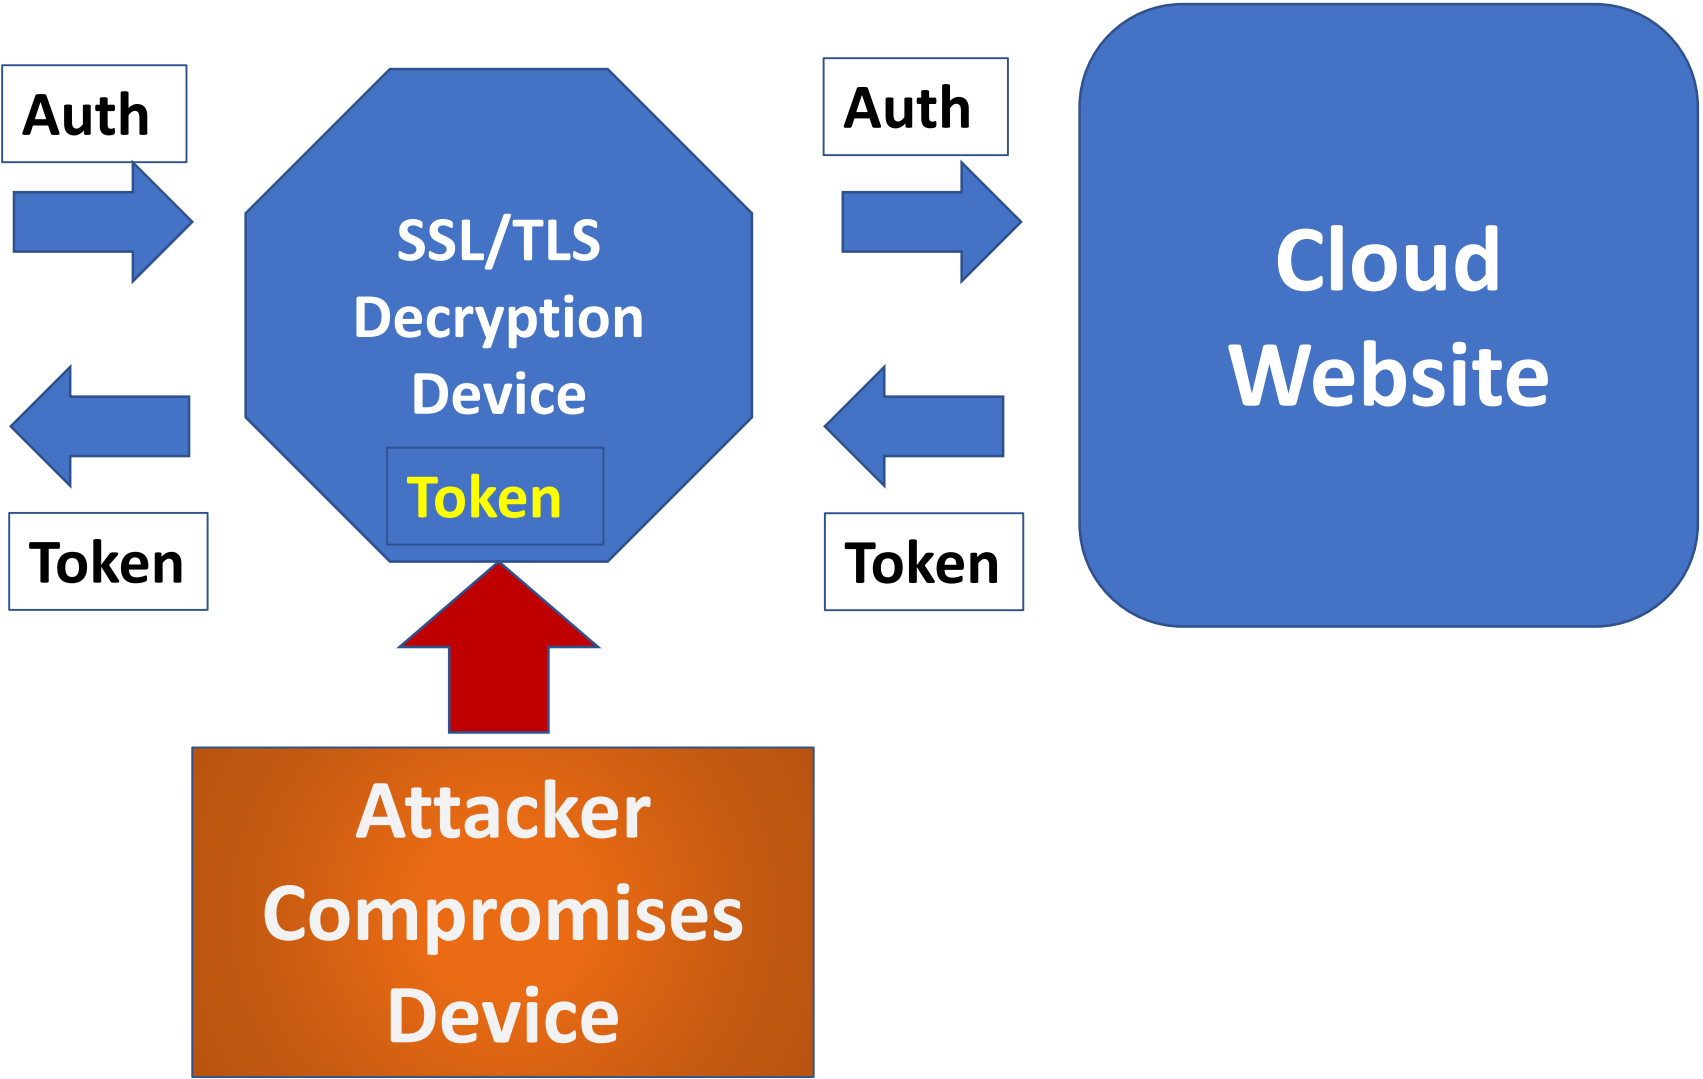 Auth
Auth
SSL/TLS
Decryption
Device
Token
Cloud
Website
Token
Token
Attacker
Compromises
Device